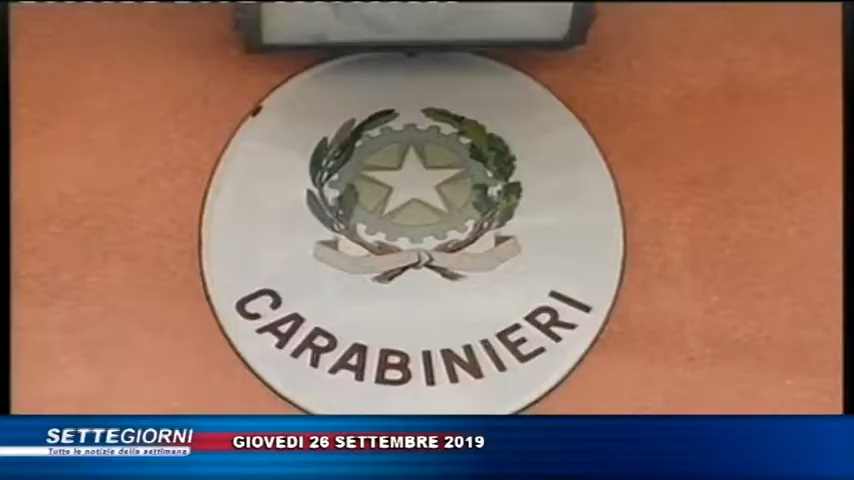 CARABINIERI
SETTEGIORNI
Tutte le notizie della settimana
GIOVEDI 26 SETTEMBRE 2019